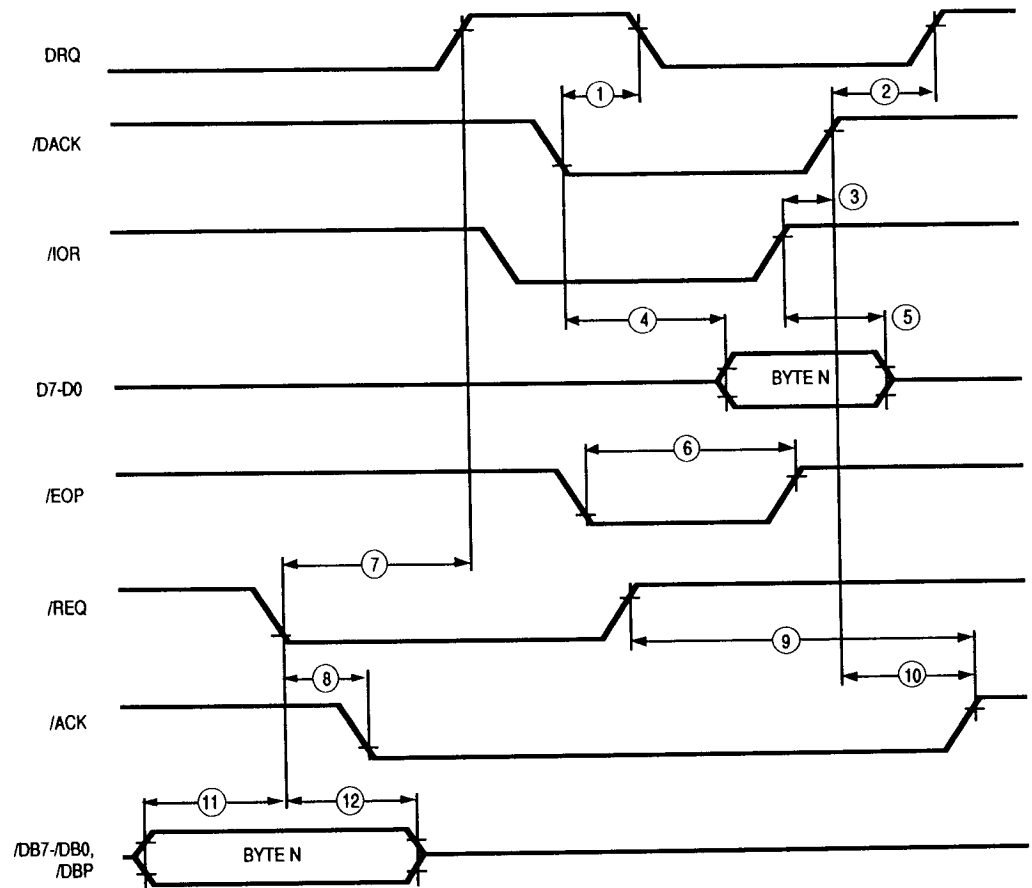 DRQ
①
②
/DACK
③
/IOR
④
⑤
D7-D0
BYTE N
⑥
/EOP
⑦
/REQ
⑧
⑨
⑩
/ACK
⑪
⑫
/DB7-/DB0,
/DBP
BYTE N